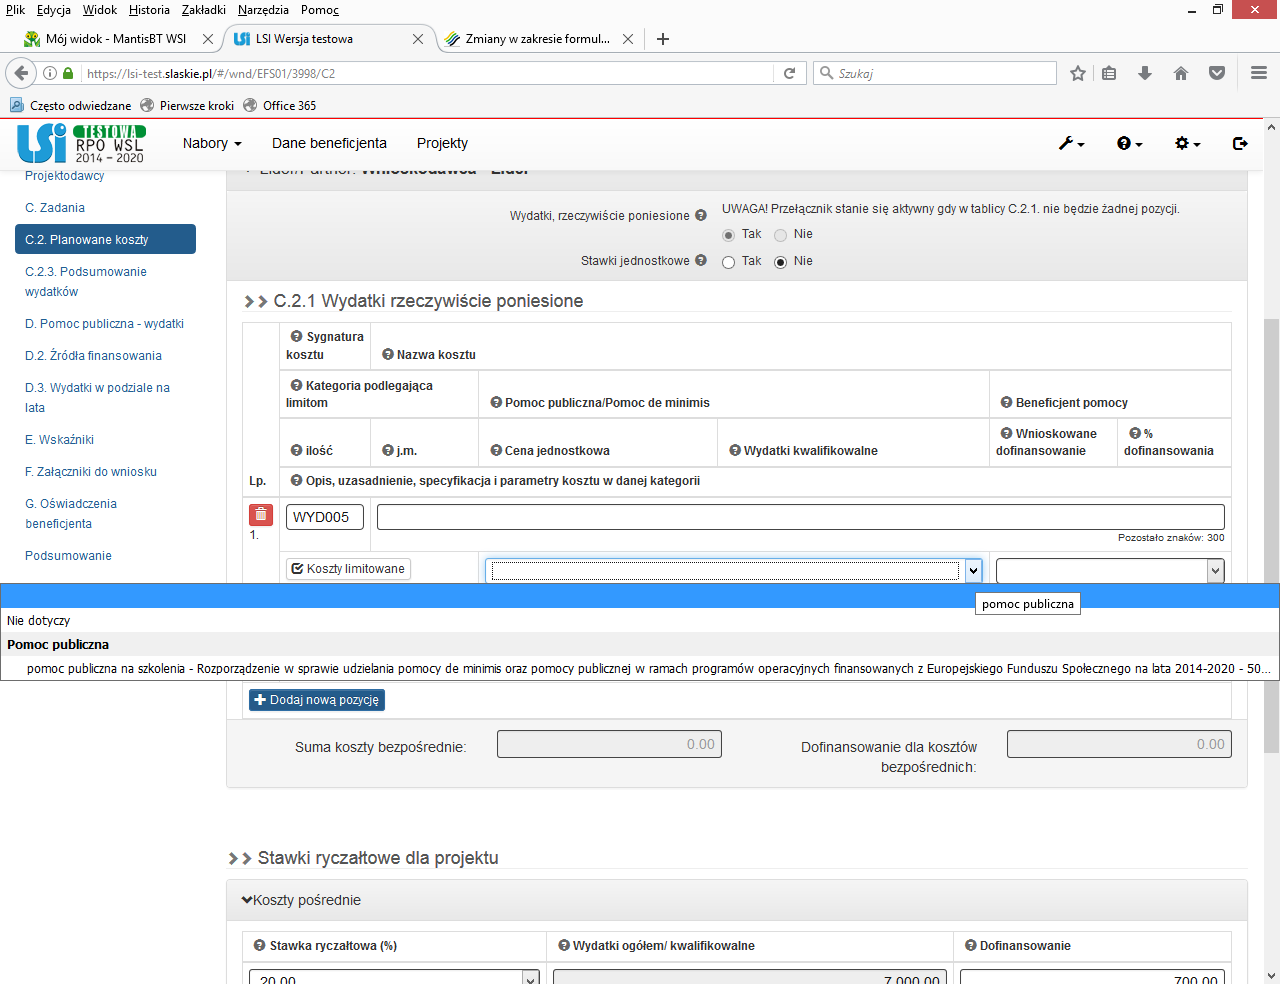 Plik Edycja Widok Historia Zakładki Narzędzia Pomoc
Mój widok - MantisBT WSI
LSI Wersja testowa
Zmiany w zakresie formul...
https://lsi-test.slaskie.pl/#/wnd/EFS01/3998/C2
Szukaj
Często odwiedzane Pierwsze kroki Office 365
LSi TESTOWA RPO WSL 2014 – 2020
Nabory Dane beneficjenta Projekty
Projektodawcy
C. Zadania
C.2. Planowane koszty
C.2.3. Podsumowanie
wydatków
D. Pomoc publiczna - wydatki
D.2. Źródła finansowania
D.3. Wydatki w podziale na
lata
E. Wskaźniki
F. Załączniki do wniosku
G. Oświadczenia
beneficjenta
Podsumowanie
Lider/Partner: Wnioskodawca - Lider
Wydatki, rzeczywiście poniesione
UWAGA! Przełącznik stanie się aktywny gdy w tablicy C.2.1. nie będzie żadnej pozycji.
Tak Nie
Stawki jednostkowe
Tak Nie
C.2.1 Wydatki rzeczywiście poniesione
Sygnatura
kosztu
Nazwa kosztu
Kategoria podlegająca
limitom
Pomoc publiczna/Pomoc de minimis
Beneficjent pomocy
ilość
j.m.
Cena jednostkowa
Wydatki kwalifikowalne
Wnioskowane
dofinansowanie
%
dofinansowania
Lp.
Opis, uzasadnienie, specyfikacja i parametry kosztu w danej kategorii
1.
WYD005
Pozostało znaków: 300
Koszty limitowane
pomoc publiczna
Nie dotyczy
Pomoc publiczna
pomoc publiczna na szkolenia - Rozporządzenie w sprawie udzielania pomocy de minimis oraz pomocy publicznej w ramach programów operacyjnych finansowanych z Europejskiego Funduszu Społecznego na lata 2014-2020 - 50...
Dodaj nową pozycję
Suma koszty bezpośrednie:
0.00
Dofinansowanie dla kosztów
bezpośrednich:
0.00
Stawki ryczałtowe dla projektu
Koszty pośrednie
Stawka ryczałtowa (%)
Wydatki ogółem/ kwalifikowalne
Dofinansowanie
20.00
7 000.00
700.00